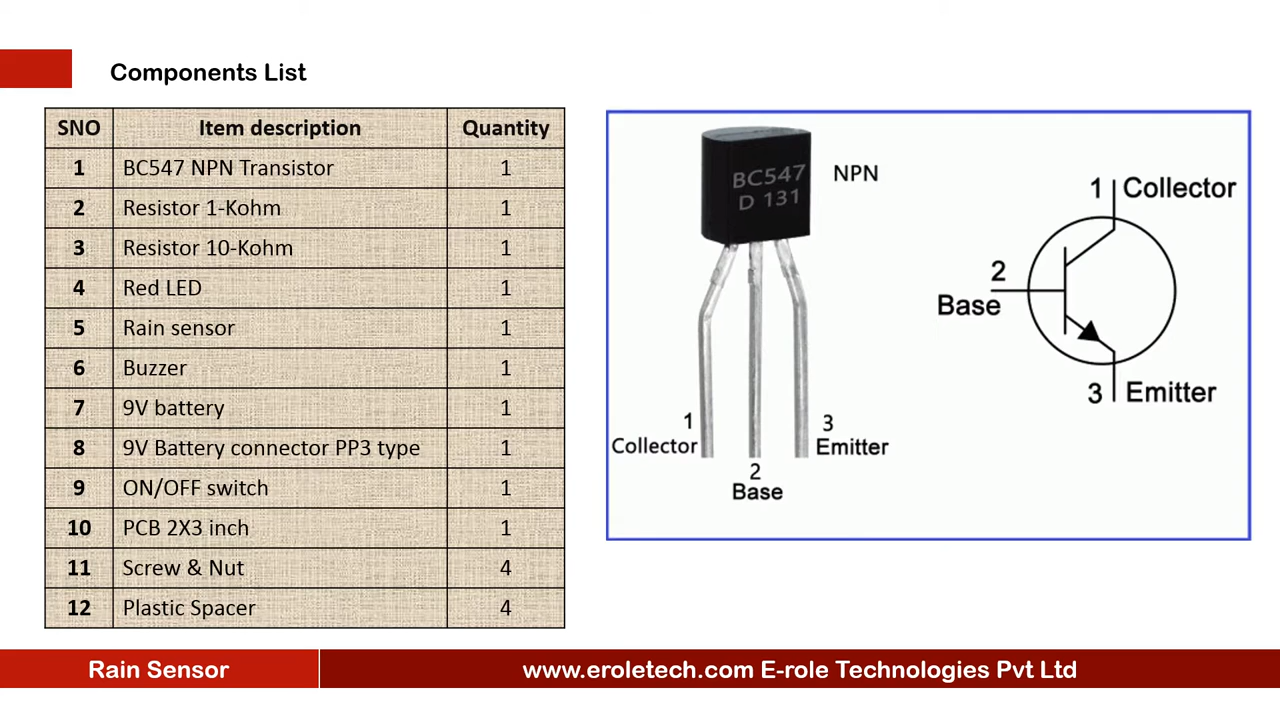 Components List
SNO Item description Quantity
1 BC547 NPN Transistor 1
2 Resistor 1-Kohm 1
3 Resistor 10-Kohm 1
4 Red LED 1
5 Rain sensor 1
6 Buzzer 1
7 9V battery 1
8 9V Battery connector PP3 type 1
9 ON/OFF switch 1
10 PCB 2X3 inch 1
11 Screw & Nut 4
12 Plastic Spacer 4
BC547
D 131
NPN
1
Collector
2
Base
3
Emitter
1 Collector
2
Base
3 Emitter
Rain Sensor
www.eroletech.com E-role Technologies Pvt Ltd